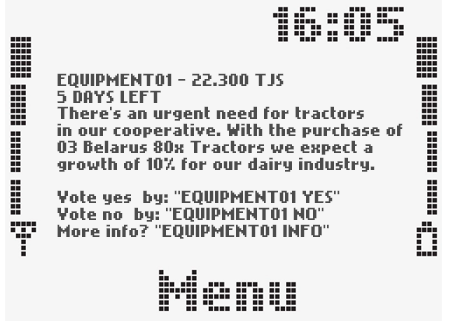 16:05
EQUIPMENT01 - 22.300 TJS
5 DAYS LEFT
There's an urgent need for tractors
in our cooperative. With the purchase of
03 Belarus 80x Tractors we expect a
growth of 10% for our dairy industry.
Vote yes by: "EQUIPMENT01 YES"
Vote no by: "EQUIPMENT01 NO"
More info? "EQUIPMENT01 INFO"
Menu